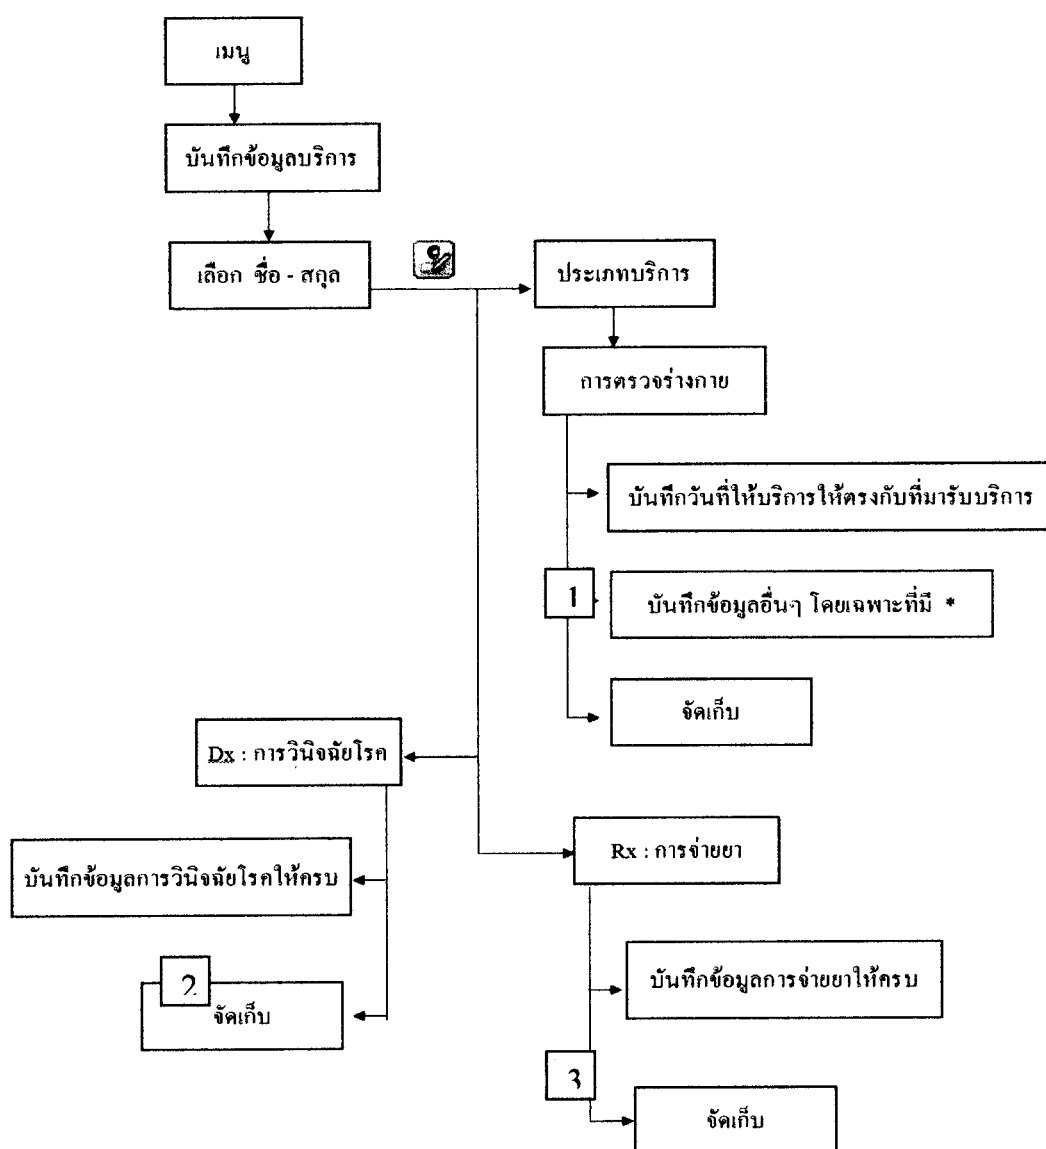 เมนู
บันทึกข้อมูลบริการ
เลือก ชื่อ - สกุล
ประเภทบริการ
การตรวจร่างกาย
บันทึกวันที่ให้บริการให้ตรงกับที่มารับบริการ
1
บันทึกข้อมูลอื่นๆ โดยเฉพาะที่มี *
จัดเก็บ
Dx : การวินิจฉัยโรค
บันทึกข้อมูลการวินิจฉัยโรคให้ครบ
2
จัดเก็บ
Rx : การจ่ายยา
บันทึกข้อมูลการจ่ายยาให้ครบ
3
จัดเก็บ